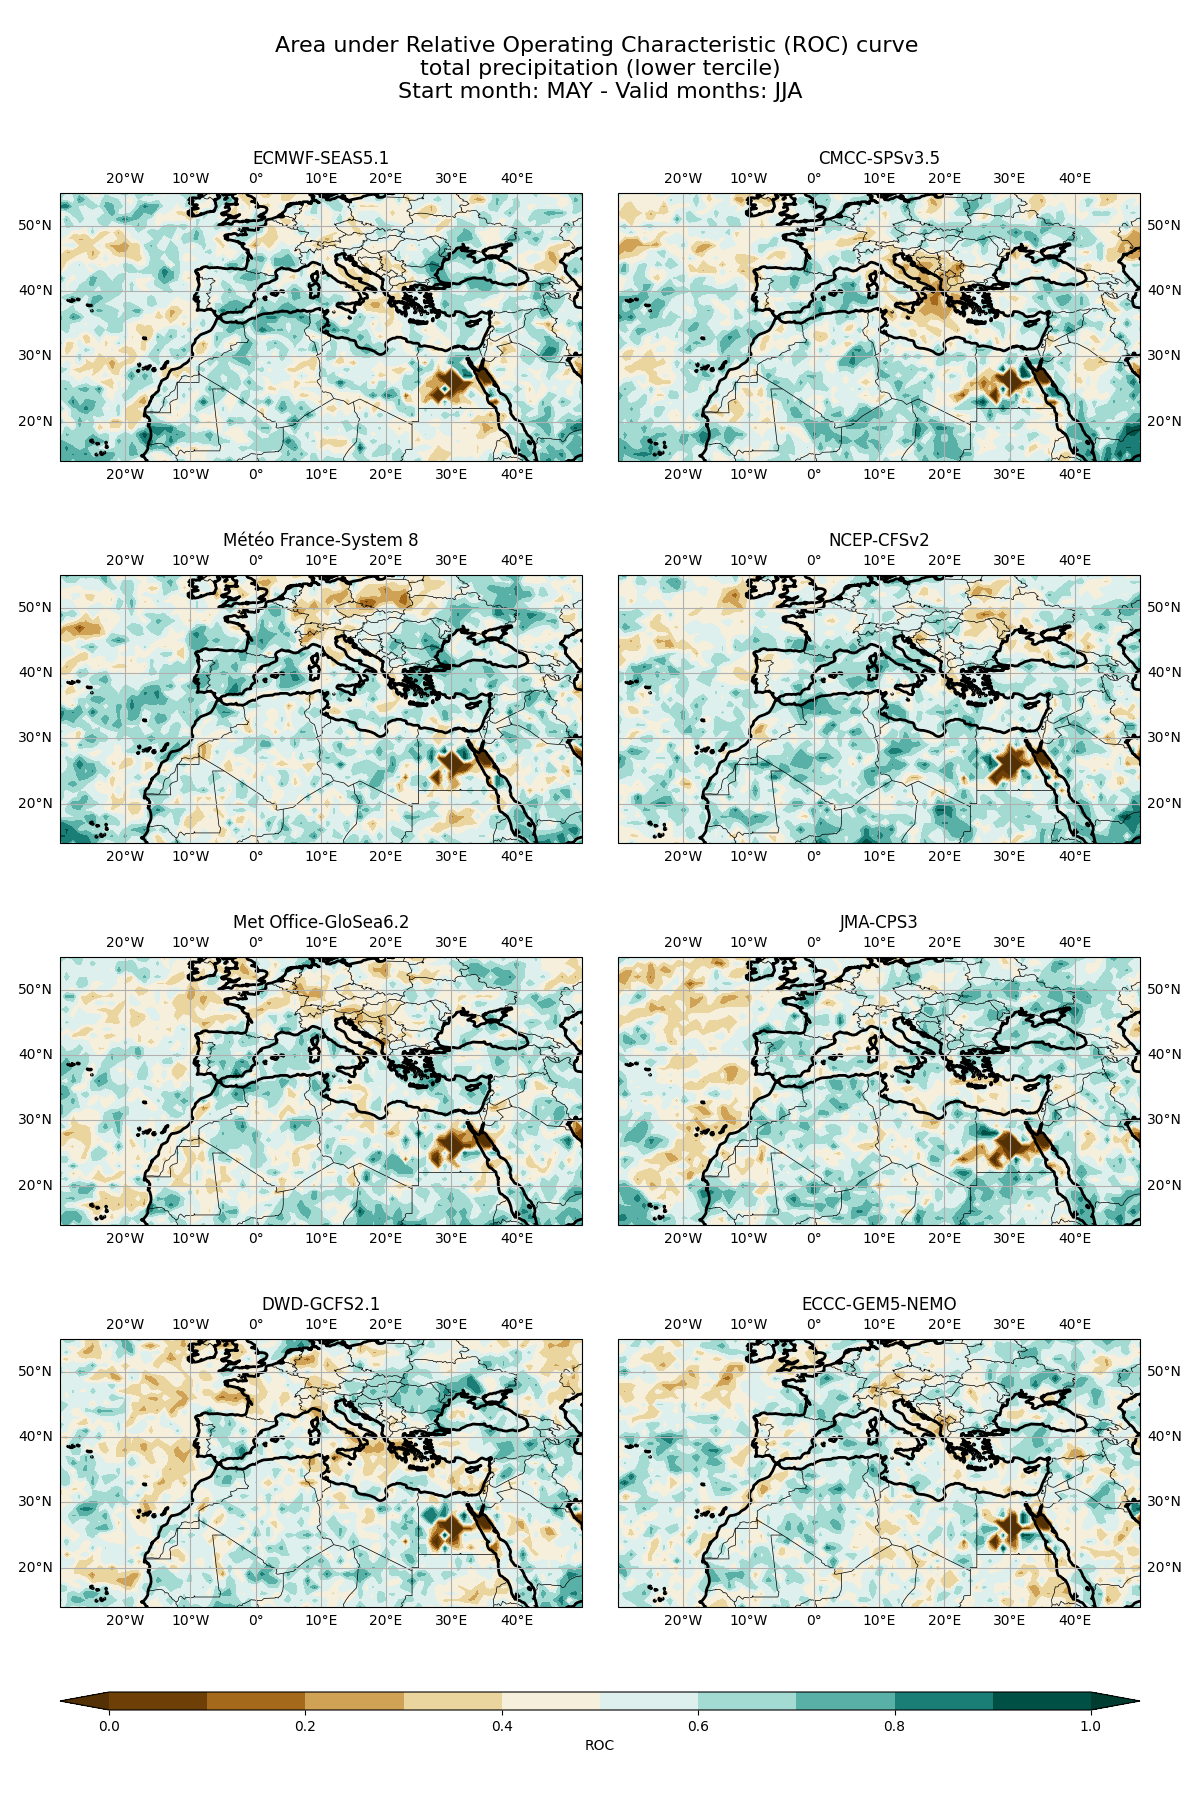 Area under Relative Operating Characteristic (ROC) curve
total precipitation (lower tercile)
Start month: MAY - Valid months: JJA
ECMWF-SEAS5.1
20°W 10°W 0° 10°E 20°E 30°E 40°E
50°N
40°N
30°N
20°N
20°W 10°W 0° 10°E 20°E 30°E 40°E
CMCC-SPSv3.5
20°W 10°W 0° 10°E 20°E 30°E 40°E
50°N
40°N
30°N
20°N
20°W 10°W 0° 10°E 20°E 30°E 40°E
Météo France-System 8
20°W 10°W 0° 10°E 20°E 30°E 40°E
50°N
40°N
30°N
20°N
20°W 10°W 0° 10°E 20°E 30°E 40°E
NCEP-CFSv2
20°W 10°W 0° 10°E 20°E 30°E 40°E
50°N
40°N
30°N
20°N
20°W 10°W 0° 10°E 20°E 30°E 40°E
Met Office-GloSea6.2
20°W 10°W 0° 10°E 20°E 30°E 40°E
50°N
40°N
30°N
20°N
20°W 10°W 0° 10°E 20°E 30°E 40°E
JMA-CPS3
20°W 10°W 0° 10°E 20°E 30°E 40°E
50°N
40°N
30°N
20°N
20°W 10°W 0° 10°E 20°E 30°E 40°E
DWD-GCFS2.1
20°W 10°W 0° 10°E 20°E 30°E 40°E
50°N
40°N
30°N
20°N
20°W 10°W 0° 10°E 20°E 30°E 40°E
ECCC-GEM5-NEMO
20°W 10°W 0° 10°E 20°E 30°E 40°E
50°N
40°N
30°N
20°N
20°W 10°W 0° 10°E 20°E 30°E 40°E
0.0 0.2 0.4 0.6 0.8 1.0
ROC